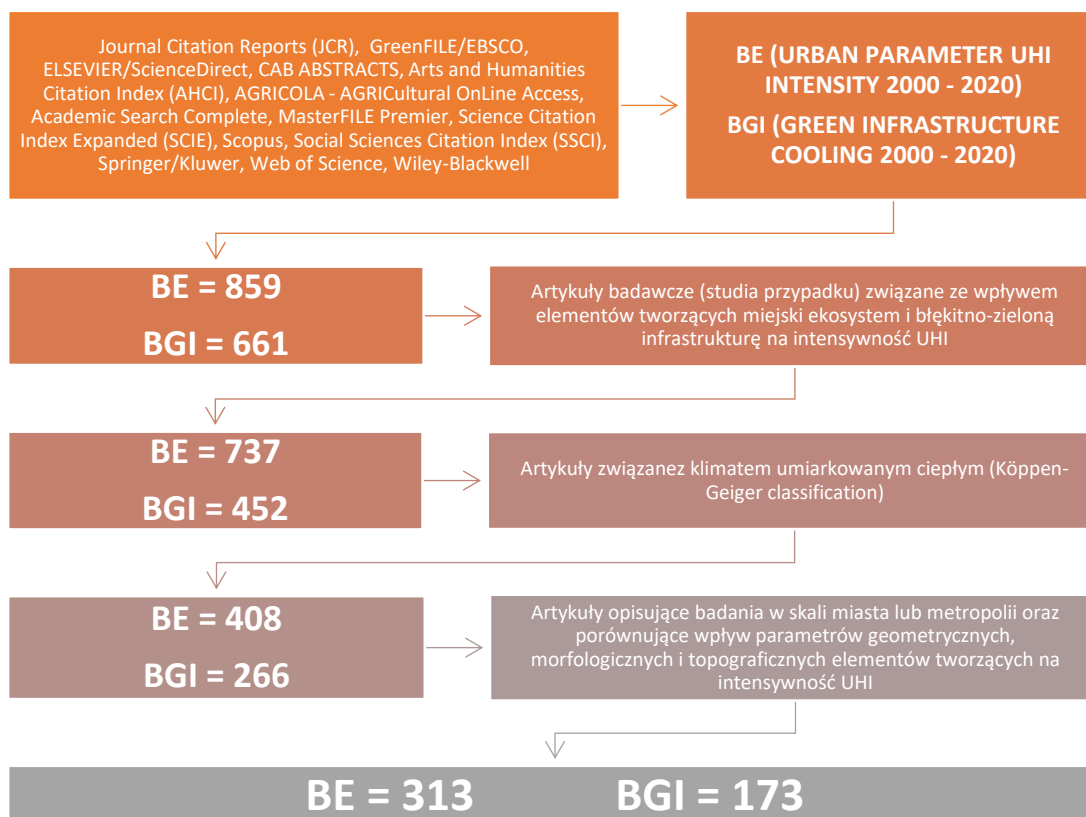 Journal Citation Reports (JCR), GreenFILE/EBSCO,
ELSEVIER/ScienceDirect, CAB ABSTRACTS, Arts and Humanities
Citation Index (AHCI), AGRICOLA - AGRICultural OnLine Access,
Academic Search Complete, MasterFILE Premier, Science Citation
Index Expanded (SCIE), Scopus, Social Sciences Citation Index (SSCI),
Springer/Kluwer, Web of Science, Wiley-Blackwell
BE (URBAN PARAMETER UHI
INTENSITY 2000 - 2020)
BGI (GREEN INFRASTRUCTURE
COOLING 2000 - 2020)
BE = 859
BGI = 661
Artykuły badawcze (studia przypadku) związane ze wpływem
elementów tworzących miejski ekosystem i błękitno-zieloną
infrastrukturę na intensywność UHI
BE = 737
BGI = 452
Artykuły związanez klimatem umiarkowanym ciepłym (Köppen-
Geiger classification)
BE = 408
BGI = 266
Artykuły opisujące badania w skali miasta lub metropolii oraz
porównujące wpływ parametrów geometrycznych,
morfologicznych i topograficznych elementów tworzących na
intensywność UHI
BE = 313 BGI = 173